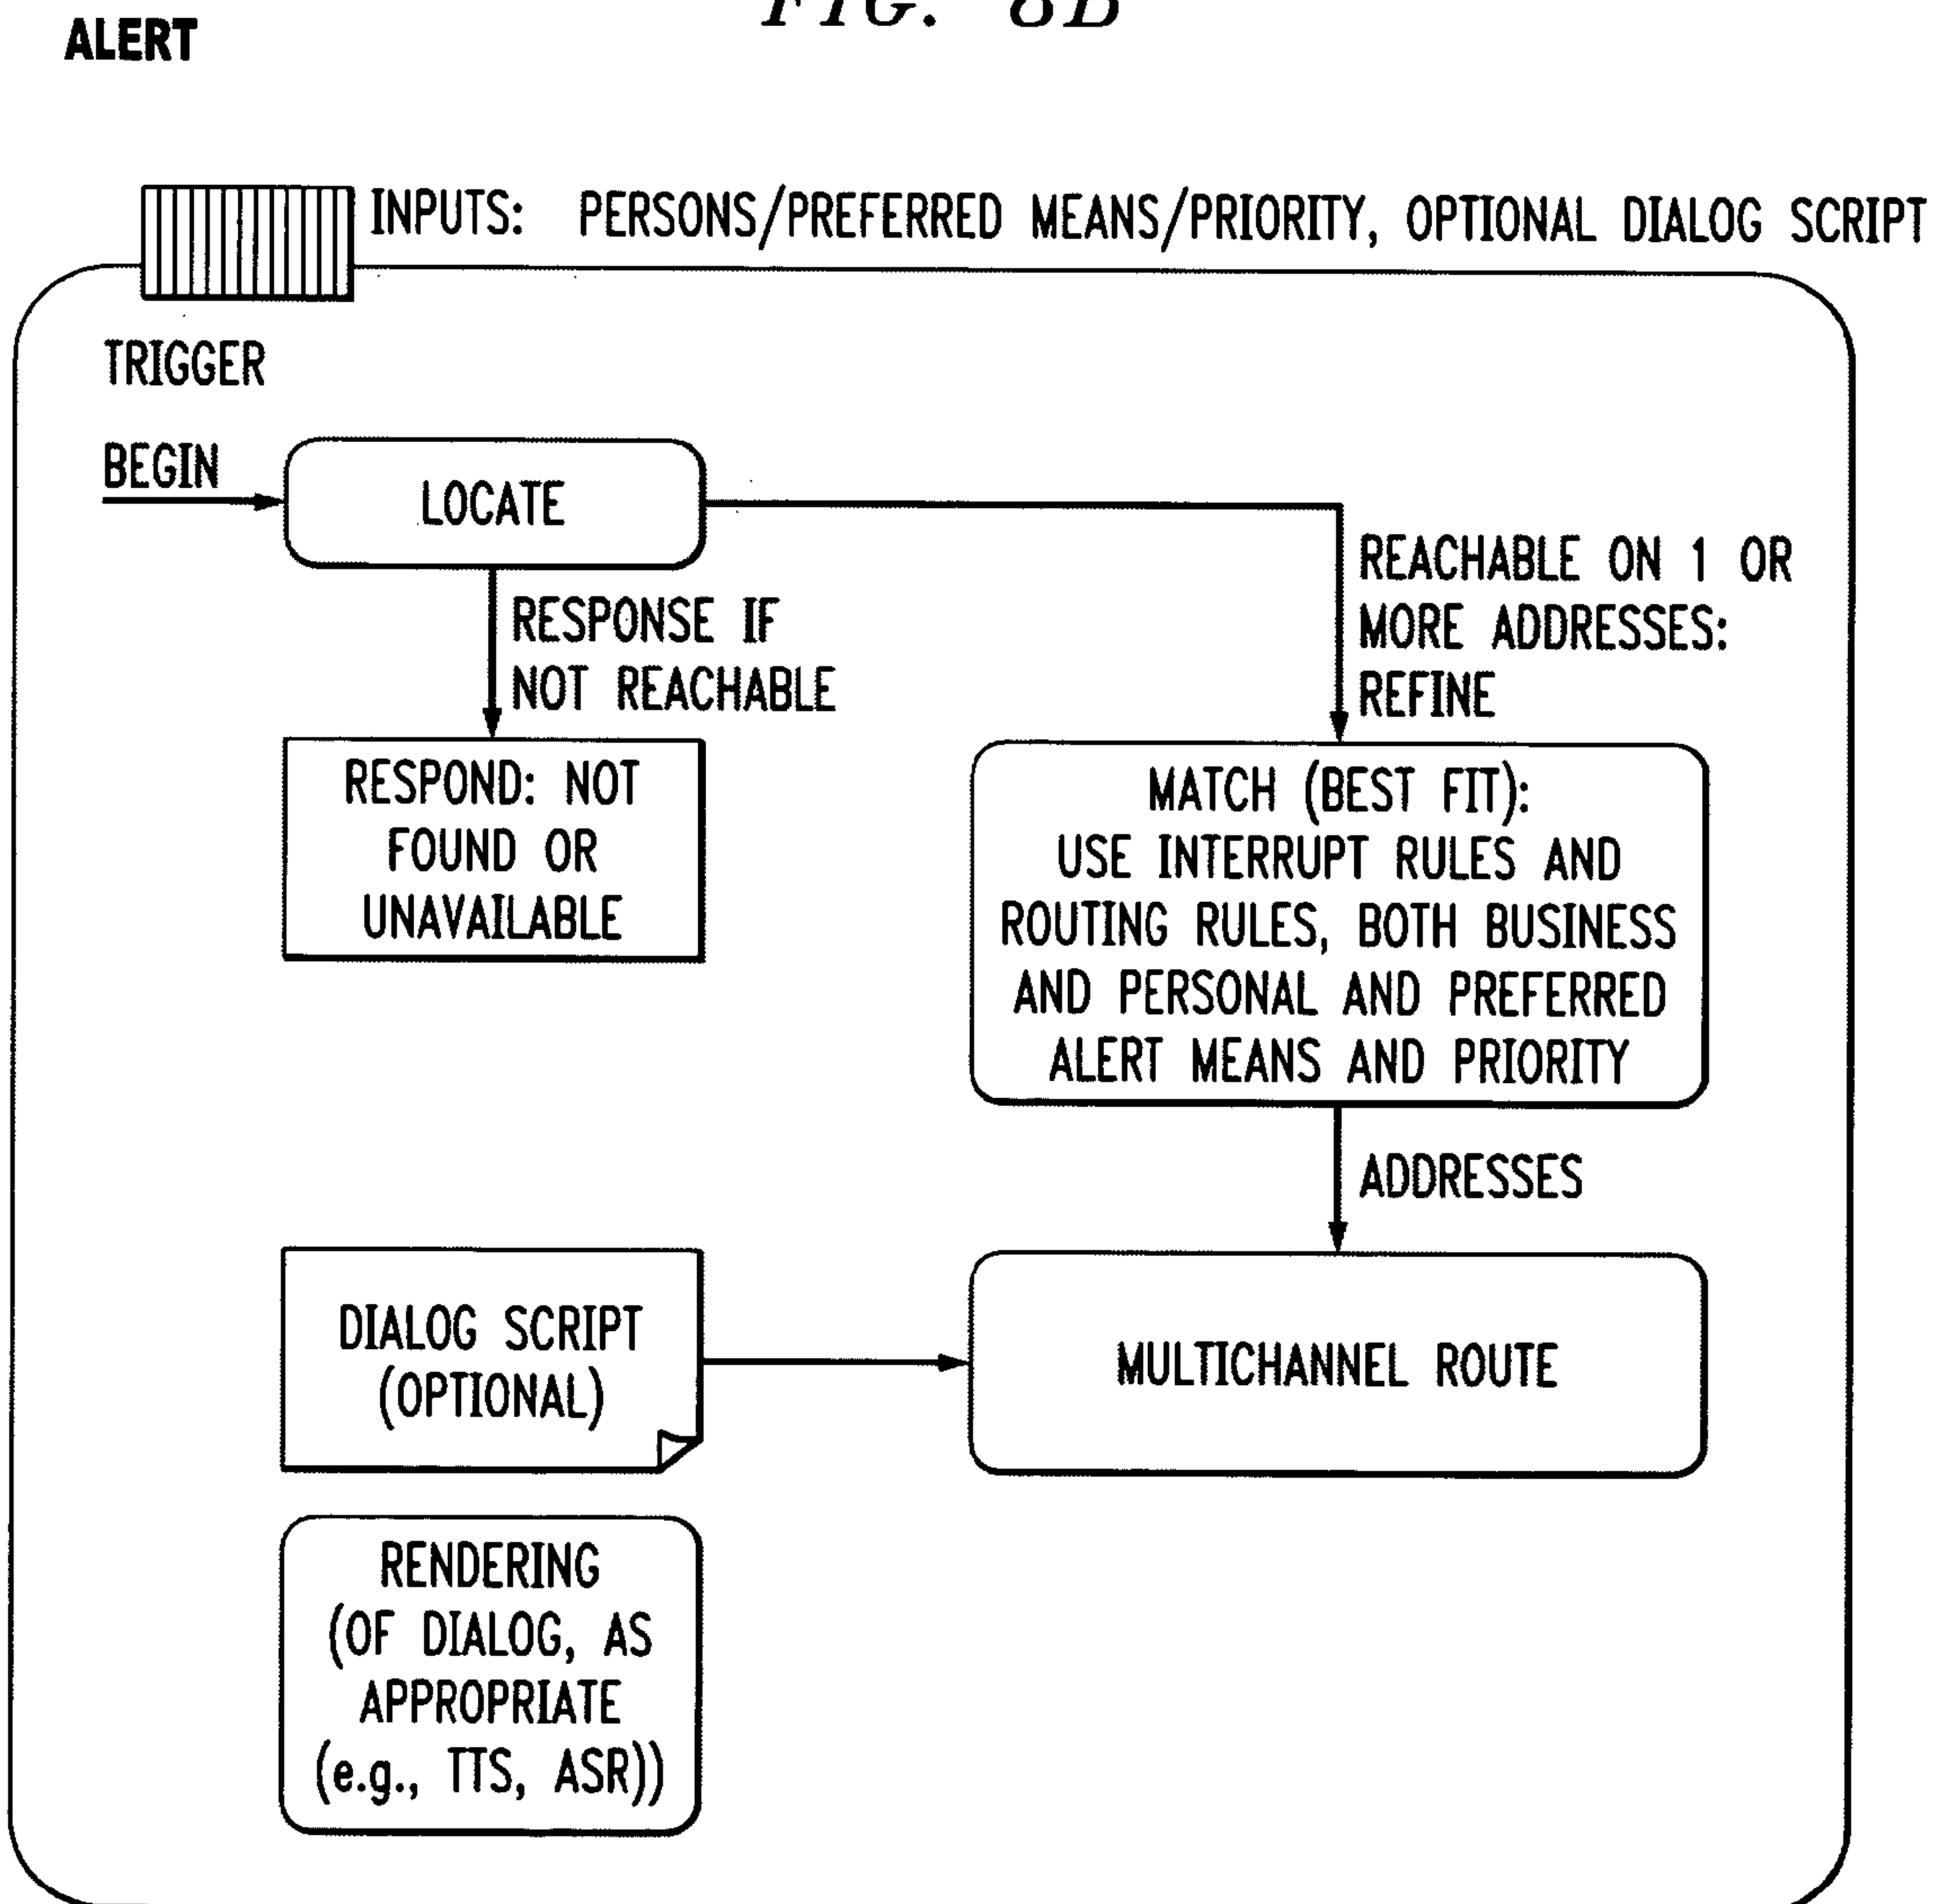 FIG. 8B
ALERT
INPUTS: PERSONS/PREFERRED MEANS/PRIORITY, OPTIONAL DIALOG SCRIPT
TRIGGER
BEGIN
LOCATE
REACHABLE ON 1 OR
MORE ADDRESSES:
REFINE
RESPONSE IF
NOT REACHABLE
RESPOND: NOT
FOUND OR
UNAVAILABLE
MATCH (BEST FIT):
USE INTERRUPT RULES AND
ROUTING RULES, BOTH BUSINESS
AND PERSONAL AND PREFERRED
ALERT MEANS AND PRIORITY
ADDRESSES
DIALOG SCRIPT
(OPTIONAL)
MULTICHANNEL ROUTE
RENDERING
(OF DIALOG, AS
APPROPRIATE
(e.g., TTS, ASR))